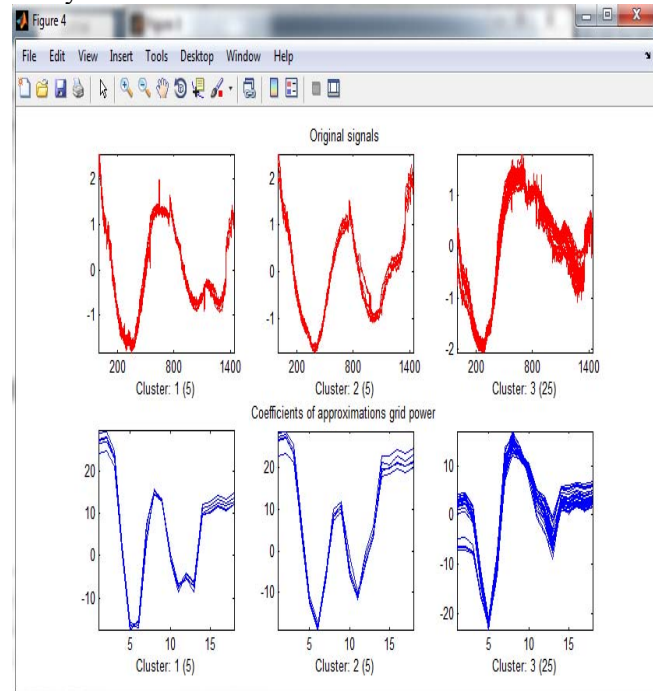 Figure 4
File Edit View Insert Tools Desktop Window Help
Original signals
2
1
0
-1
200 800 1400
Cluster: 1 (5)
2
1
0
-1
200 800 1400
Cluster: 2 (5)
1
0
-1
-2
200 800 1400
Cluster: 3 (25)
Coefficients of approximations grid power
20
10
0
-10
5 10 15
Cluster: 1 (5)
20
10
0
-10
5 10 15
Cluster: 2 (5)
10
0
-10
-20
5 10 15
Cluster: 3 (25)